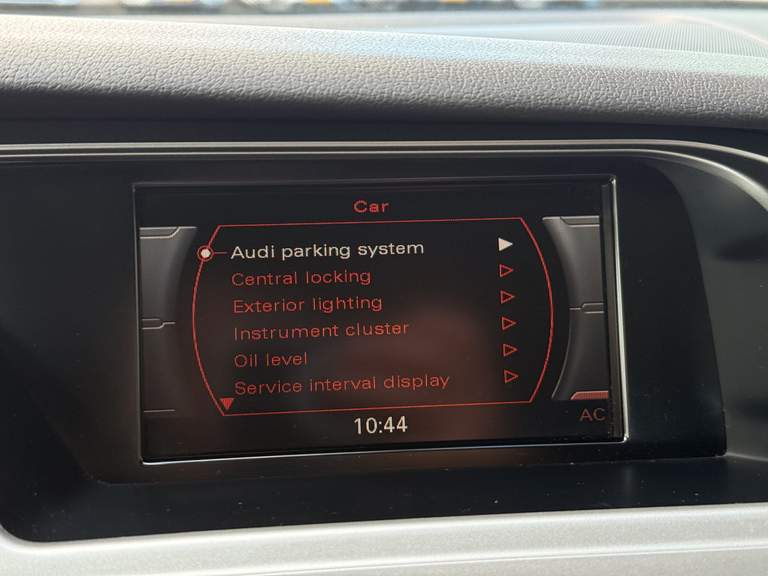 Car
Audi parking system
Central locking
Exterior lighting
Instrument cluster
Oil level
Service interval display
10:44
AC